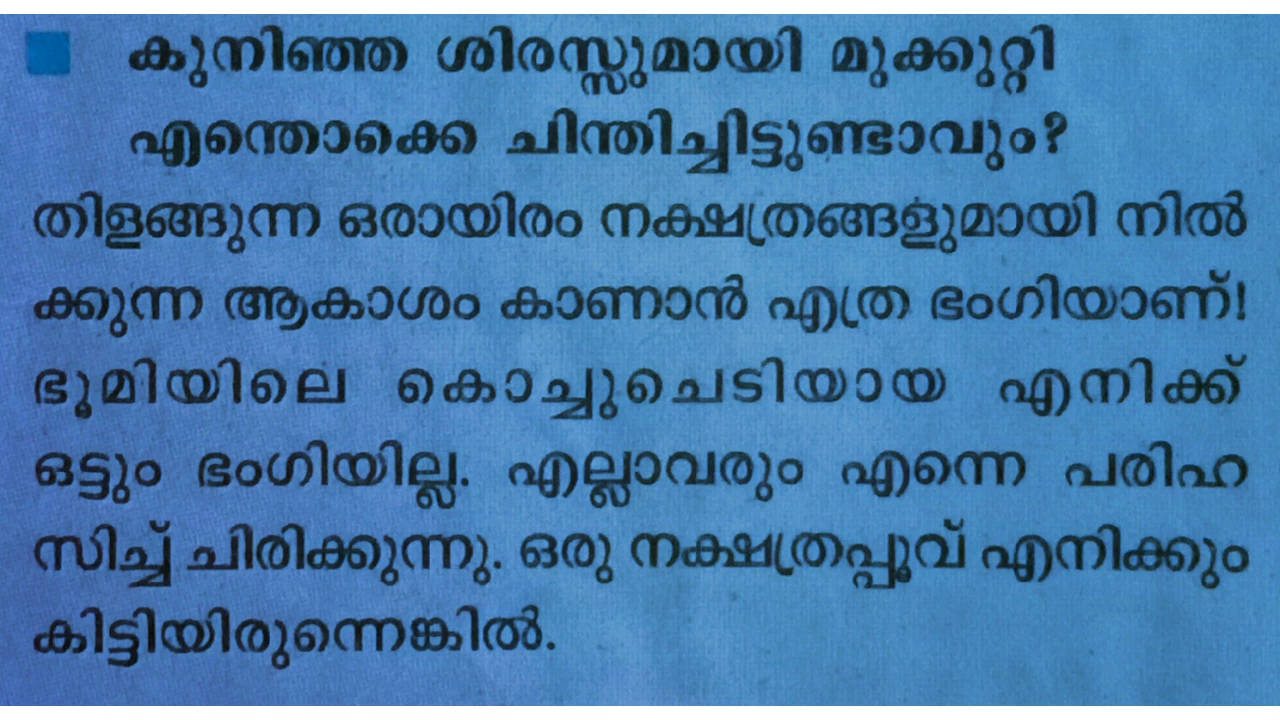 കുനിഞ്ഞ ശിരസ്സുമായി മുക്കുറ്റി
എന്തൊക്കെ ചിന്തിച്ചിട്ടുണ്ടാവും?
തിളങ്ങുന്ന ഒരായിരം നക്ഷത്രങ്ങളുമായി നിൽ
ക്കുന്ന ആകാശം കാണാൻ എത്ര ഭംഗിയാണ്!
ഭൂമിയിലെ കൊച്ചുചെടിയായ എനിക്ക്
ഒട്ടും ഭംഗിയില്ല. എല്ലാവരും എന്നെ പരിഹ
സിച്ച് ചിരിക്കുന്നു. ഒരു നക്ഷത്രപ്പൂവ് എനിക്കും
കിട്ടിയിരുന്നെങ്കിൽ.